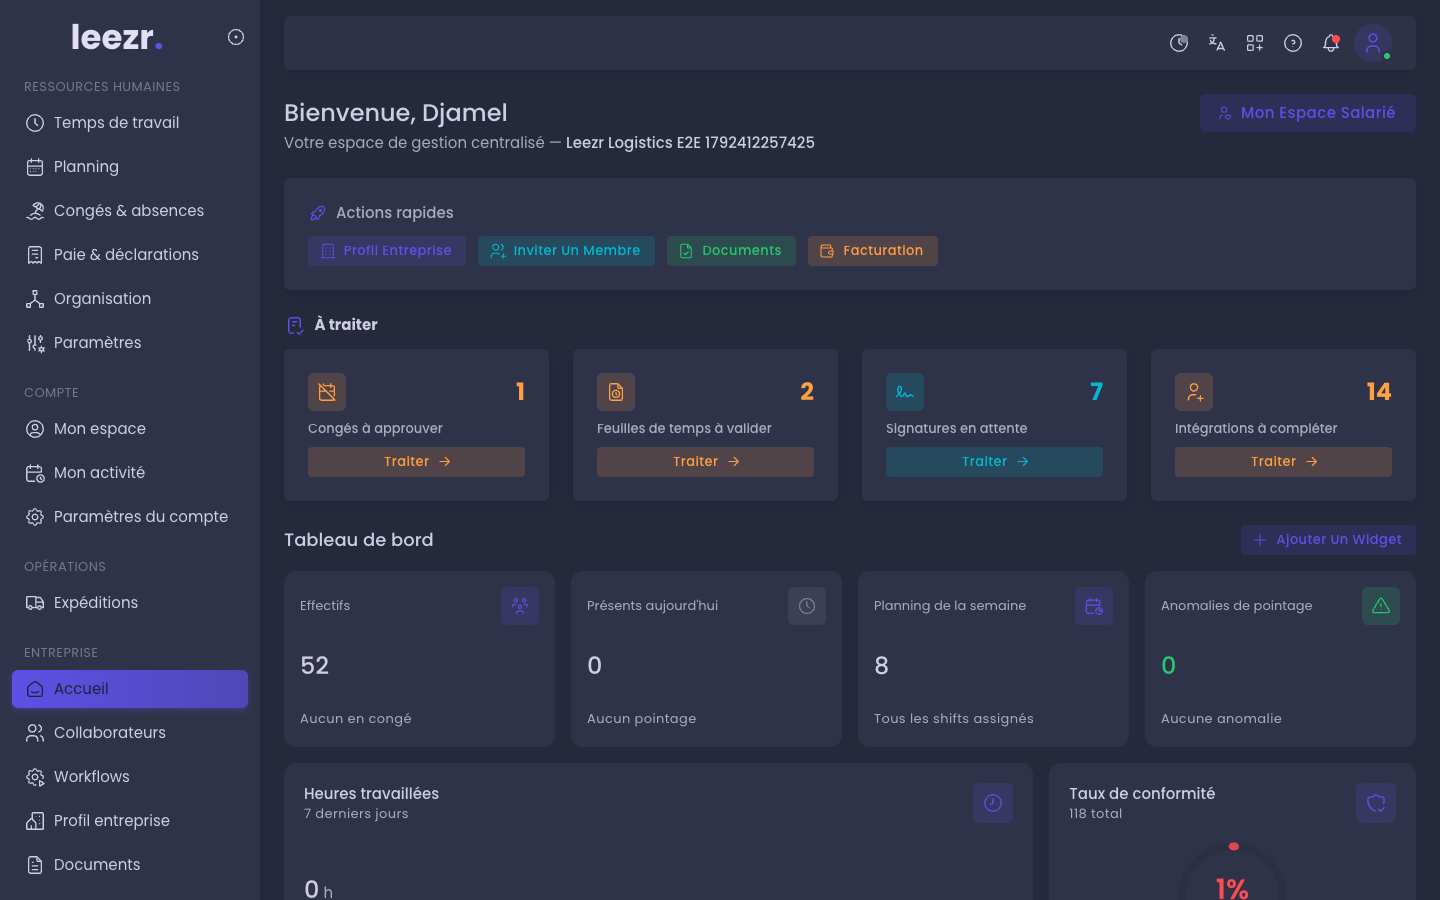 leezr.
RESSOURCES HUMAINES
Temps de travail
Planning
Congés & absences
Paie & déclarations
Organisation
Paramètres
COMPTE
Mon espace
Mon activité
Paramètres du compte
OPÉRATIONS
Expéditions
ENTREPRISE
Accueil
Collaborateurs
Workflows
Profil entreprise
Documents
Bienvenue, Djamel
Votre espace de gestion centralisé — Leezr Logistics E2E 1792412257425
Mon Espace Salarié
Actions rapides
Profil Entreprise
Inviter Un Membre
Documents
Facturation
À traiter
1
Congés à approuver
Traiter
2
Feuilles de temps à valider
Traiter
7
Signatures en attente
Traiter
14
Intégrations à compléter
Traiter
Tableau de bord
Ajouter Un Widget
Effectifs
52
Aucun en congé
Présents aujourd'hui
0
Aucun pointage
Planning de la semaine
8
Tous les shifts assignés
Anomalies de pointage
0
Aucune anomalie
Heures travaillées
7 derniers jours
0 h
Taux de conformité
118 total
1%